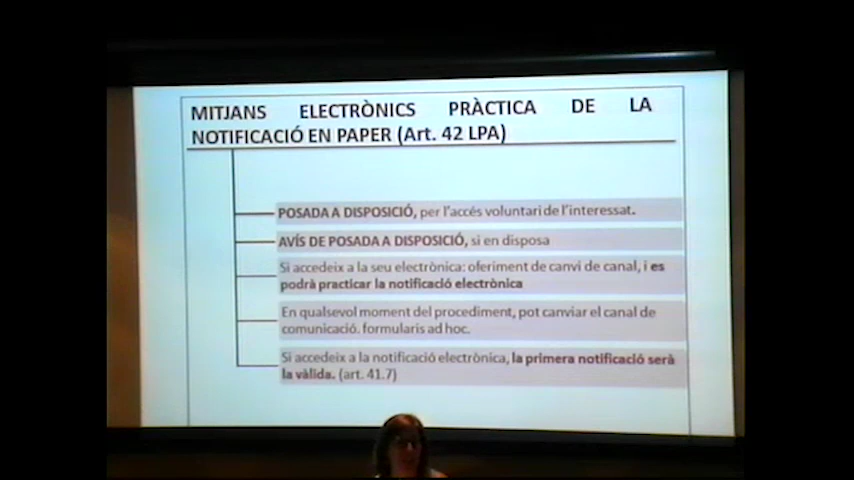 MITJANS ELECTRÒNICS PRÀCTICA DE LA
NOTIFICACIÓ EN PAPER (Art. 42 LPA)
POSADA A DISPOSICIÓ, per l'accés voluntari de l'interessat.
AVÍS DE POSADA A DISPOSICIÓ, si en disposa
Si accedeix a la seu electrònica: oferiment de canvi de canal, i es
podrà practicar la notificació electrònica
En qualsevol moment del procediment, pot canviar el canal de
comunicació. formularis ad hoc.
Si accedeix a la notificació electrònica, la primera notificació serà
la vàlida. (art. 41.7)